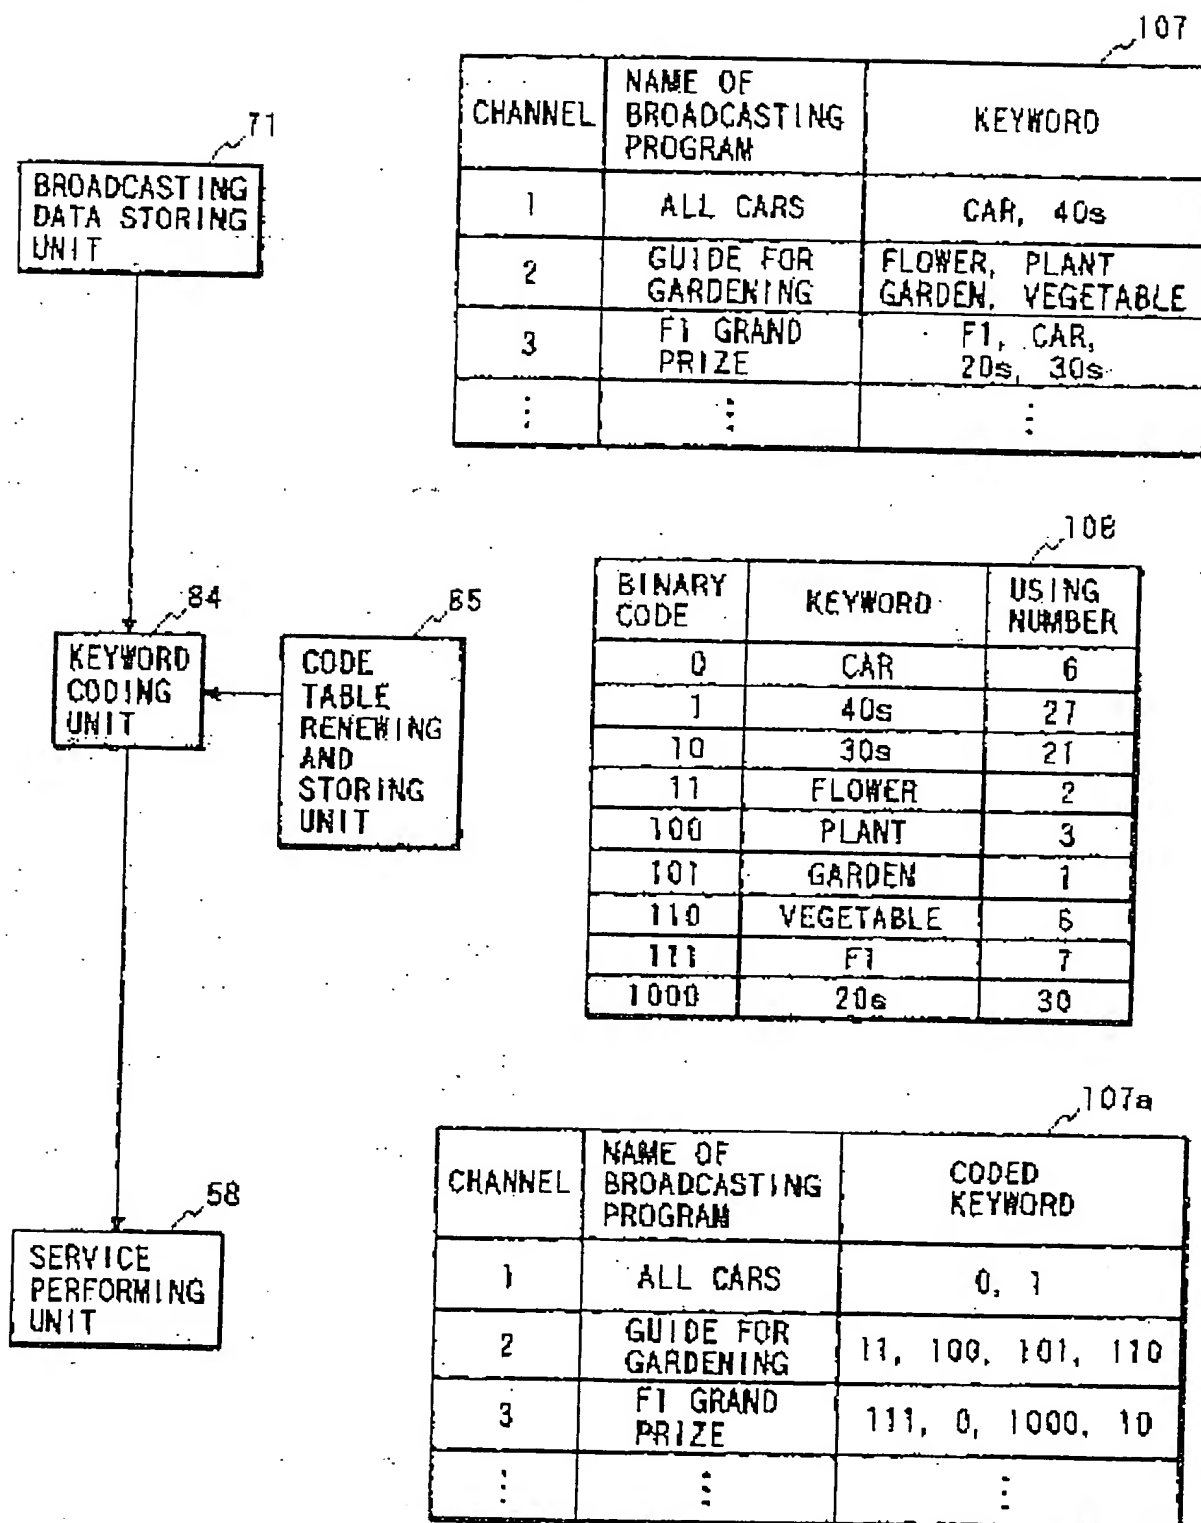 107
CHANNEL
NAME OF
BROADCASTING
PROGRAM
KEYWORD
1
ALL CARS
CAR, 40s
2
GUIDE FOR
GARDENING
FLOWER, PLANT
GARDEN, VEGETABLE
3
F1 GRAND
PRIZE
F1, CAR,
20s, 30s
71
BROADCASTING
DATA STORING
UNIT
84
KEYWORD
CODING
UNIT
85
CODE
TABLE
RENEWING
AND
STORING
UNIT
108
BINARY
CODE
KEYWORD
USING
NUMBER
0
CAR
6
1
40s
27
10
30s
21
11
FLOWER
2
100
PLANT
3
101
GARDEN
1
110
VEGETABLE
6
111
F1
7
1000
20s
30
58
SERVICE
PERFORMING
UNIT
107a
CHANNEL
NAME OF
BROADCASTING
PROGRAM
CODED
KEYWORD
1
ALL CARS
0, 1
2
GUIDE FOR
GARDENING
11, 100, 101, 110
3
F1 GRAND
PRIZE
111, 0, 1000, 10